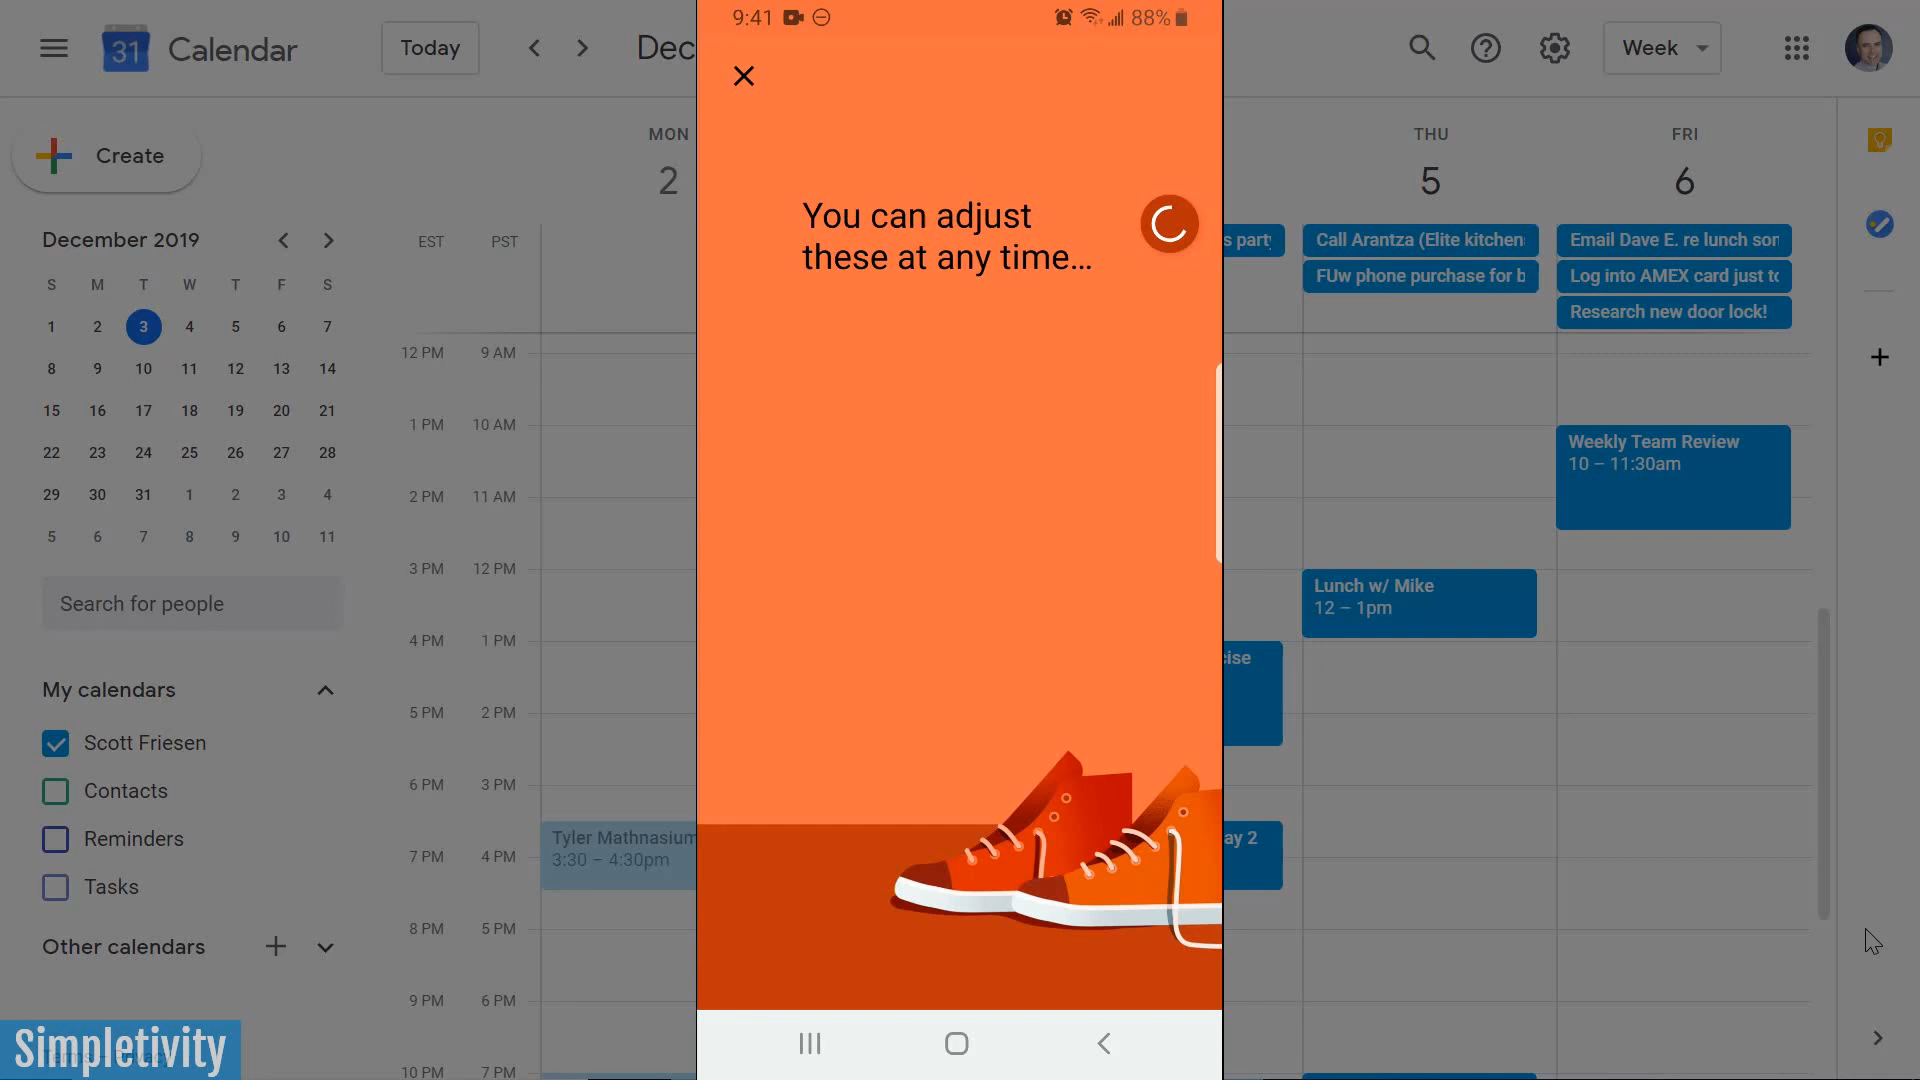 9:41
88%
31
Calendar
Today
Dec
Week
Create
MON
2
THU
5
FRI
6
You can adjust
these at any time...
December 2019
S M T W T F S
1 2 3 4 5 6 7
8 9 10 11 12 13 14
15 16 17 18 19 20 21
22 23 24 25 26 27 28
29 30 31 1 2 3 4
5 6 7 8 9 10 11
Search for people
My calendars
Scott Friesen
Contacts
Reminders
Tasks
Other calendars
EST PST
12 PM 9 AM
1 PM 10 AM
2 PM 11 AM
3 PM 12 PM
4 PM 1 PM
5 PM 2 PM
6 PM 3 PM
7 PM 4 PM
8 PM 5 PM
9 PM 6 PM
10 PM 7 PM
Tyler Mathnasium
3:30 – 4:30pm
s party
cise
ay 2
Call Arantza (Elite kitchen
FUw phone purchase for b
Lunch w/ Mike
12 – 1pm
Email Dave E. re lunch som
Log into AMEX card just to
Research new door lock!
Weekly Team Review
10 – 11:30am
Simpletivity